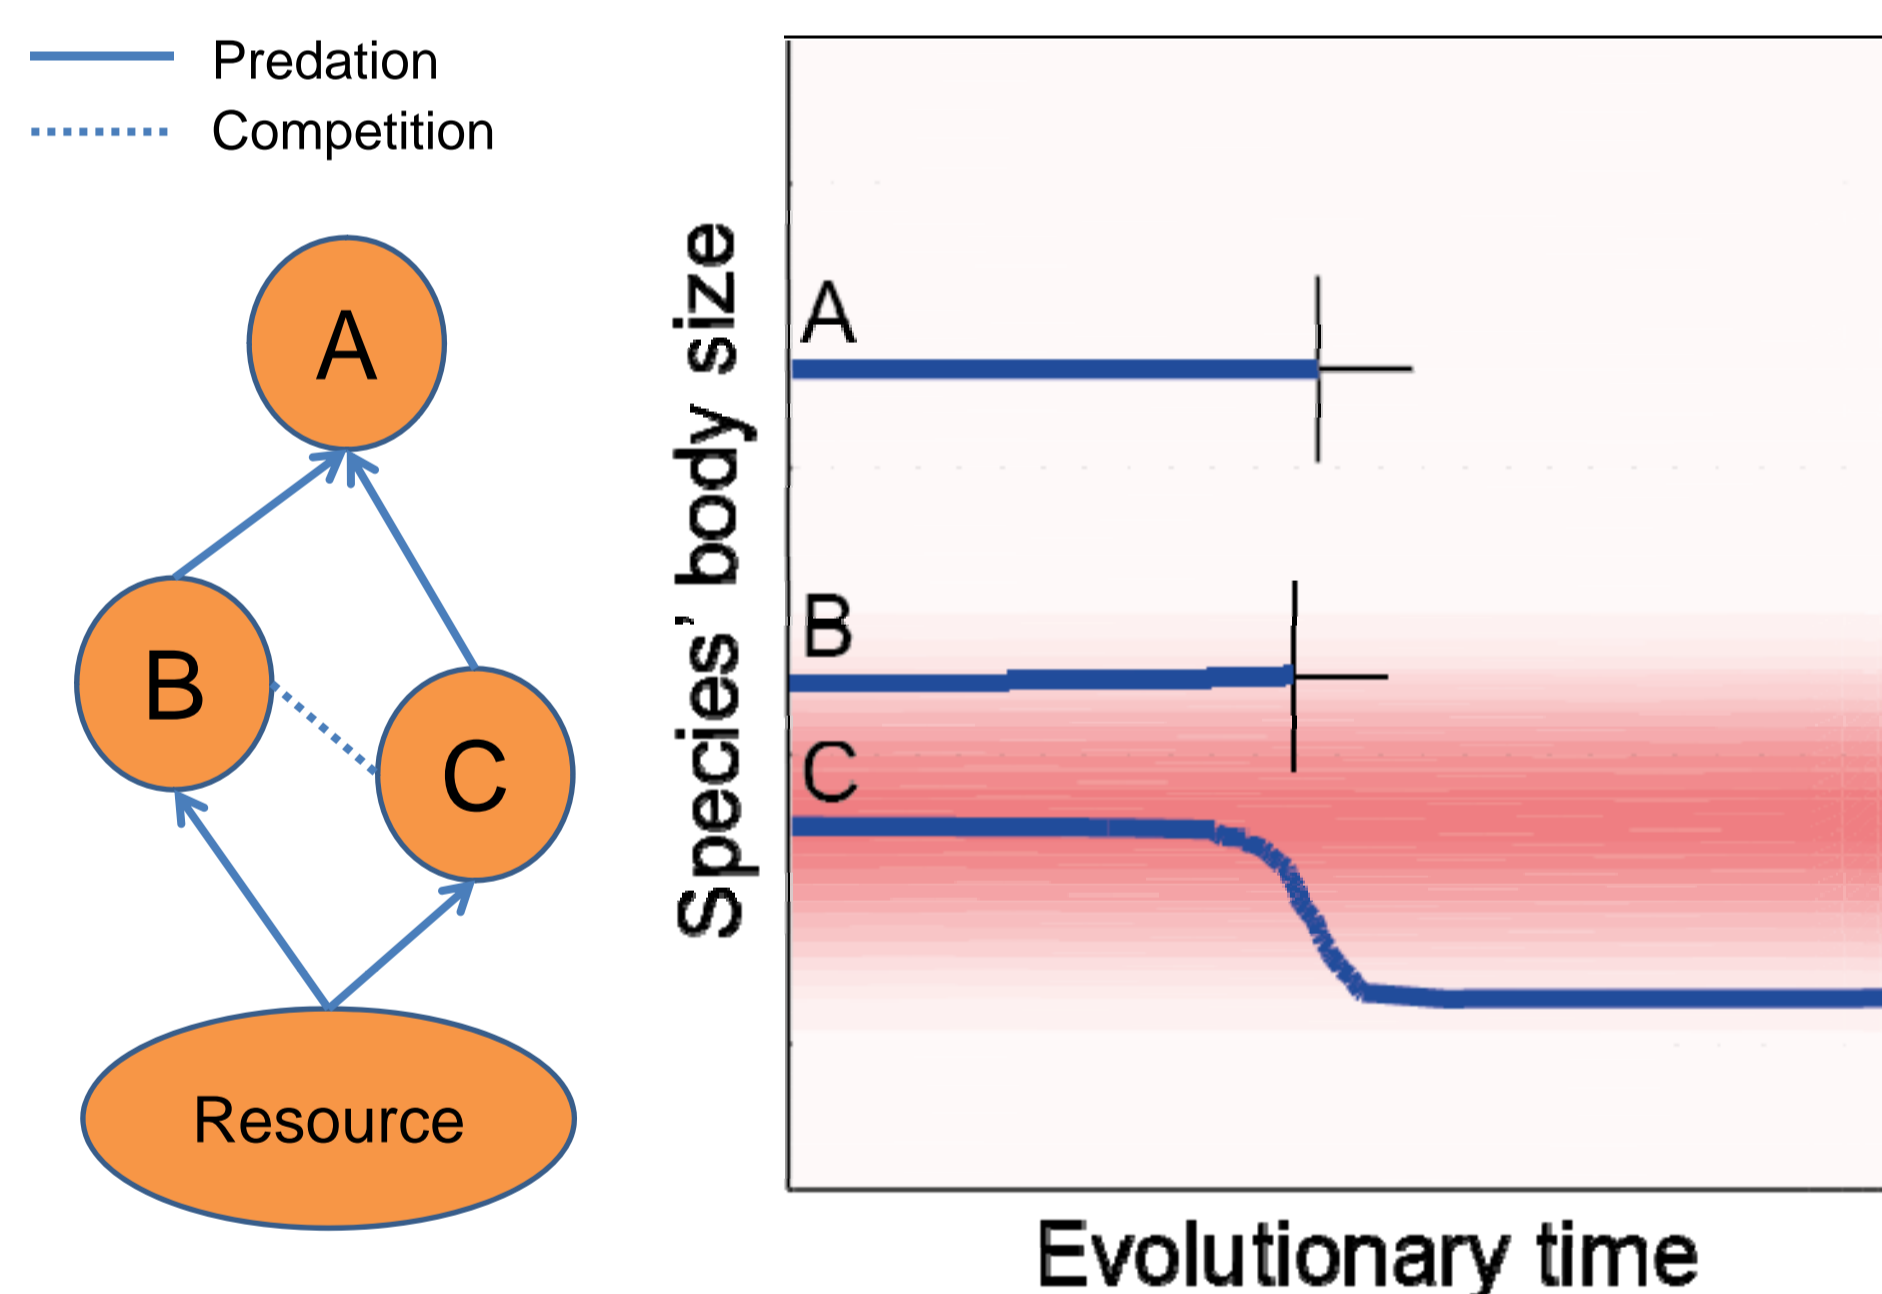 Predation
Competition
A
B
C
Resource
Species’ body size
A
B
C
Evolutionary time